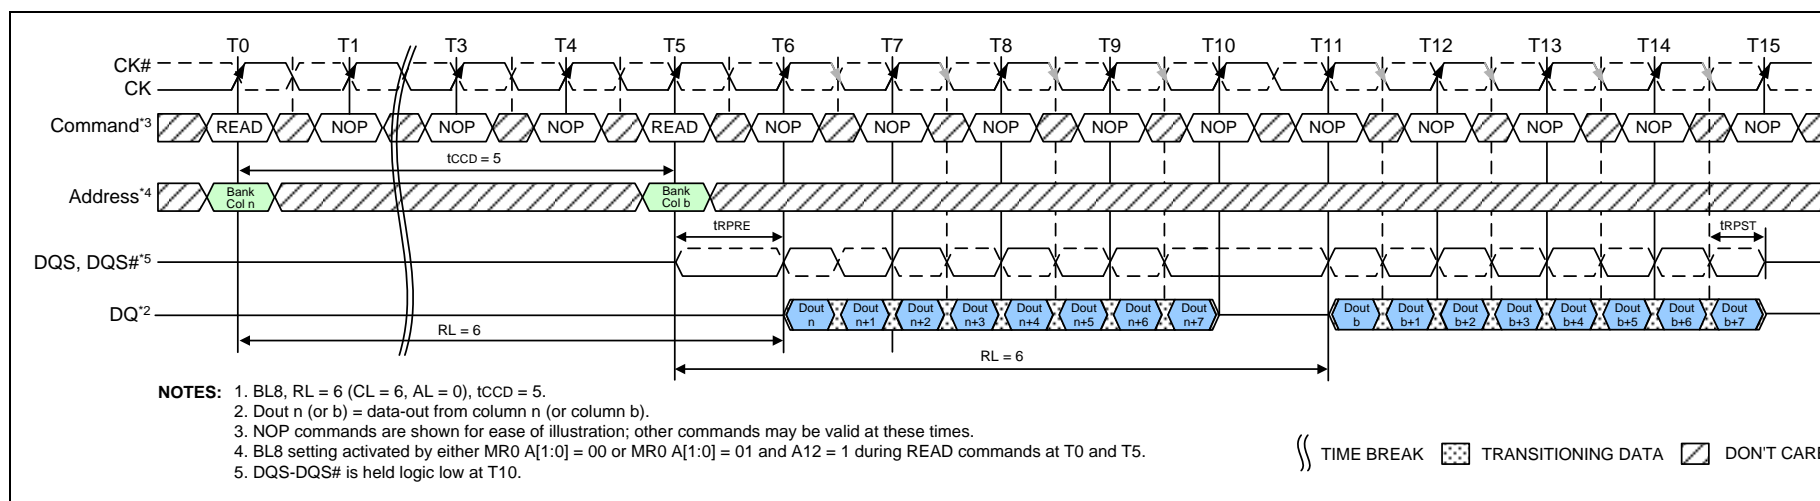 T0 T1 T3 T4 T5 T6 T7 T8 T9 T10 T11 T12 T13 T14 T15
CK#
CK
Command*3 READ NOP NOP NOP READ NOP NOP NOP NOP NOP NOP NOP NOP NOP NOP
tCCD = 5
Address*4 Bank Col n Bank Col b
tRPRE tRPST
DQS, DQS#*5
DQ*2 Dout n Dout n+1 Dout n+2 Dout n+3 Dout n+4 Dout n+5 Dout n+6 Dout n+7 Dout b Dout b+1 Dout b+2 Dout b+3 Dout b+4 Dout b+5 Dout b+6 Dout b+7
RL = 6
RL = 6
NOTES: 1. BL8, RL = 6 (CL = 6, AL = 0), tCCD = 5.
2. Dout n (or b) = data-out from column n (or column b).
3. NOP commands are shown for ease of illustration; other commands may be valid at these times.
4. BL8 setting activated by either MR0 A[1:0] = 00 or MR0 A[1:0] = 01 and A12 = 1 during READ commands at T0 and T5.
5. DQS-DQS# is held logic low at T10.
TIME BREAK TRANSITIONING DATA DON'T CARE